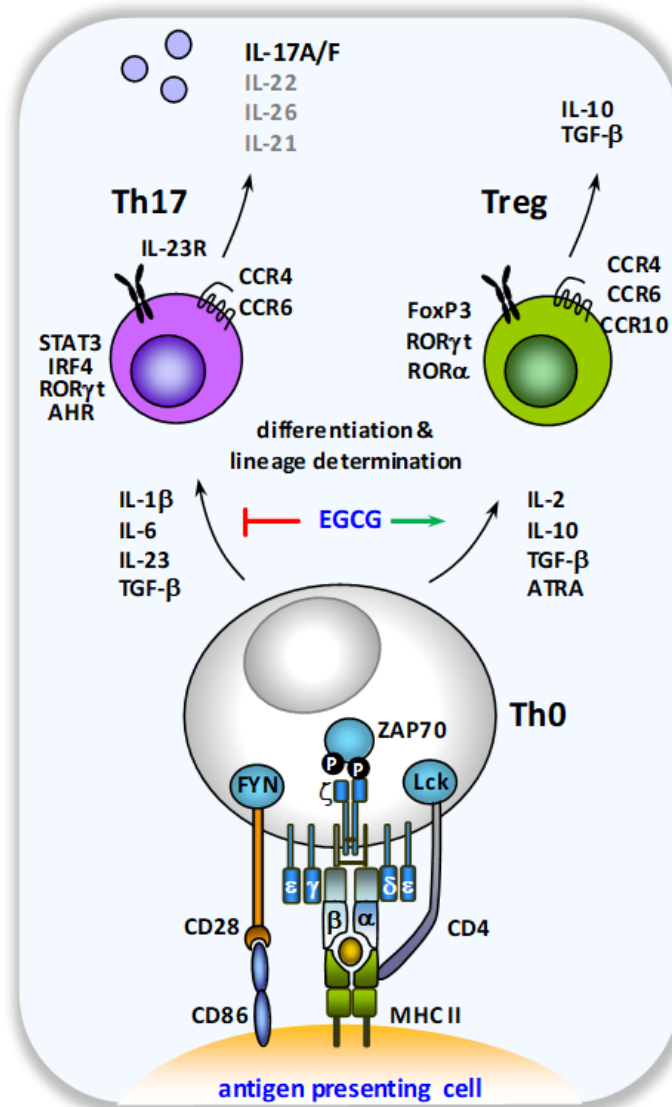 IL-17A/F
IL-22
IL-26
IL-21
IL-10
TGF-β
Th17
Treg
IL-23R
CCR4
CCR6
CCR4
CCR6
CCR10
STAT3
IRF4
RORγt
AHR
FoxP3
RORγt
RORα
differentiation &
lineage determination
IL-1β
IL-6
IL-23
TGF-β
EGCG
IL-2
IL-10
TGF-β
ATRA
Th0
ZAP70
P P
FYN
ζ
Lck
ε γ δ ε
β α
CD28
CD4
CD86
MHC II
antigen presenting cell